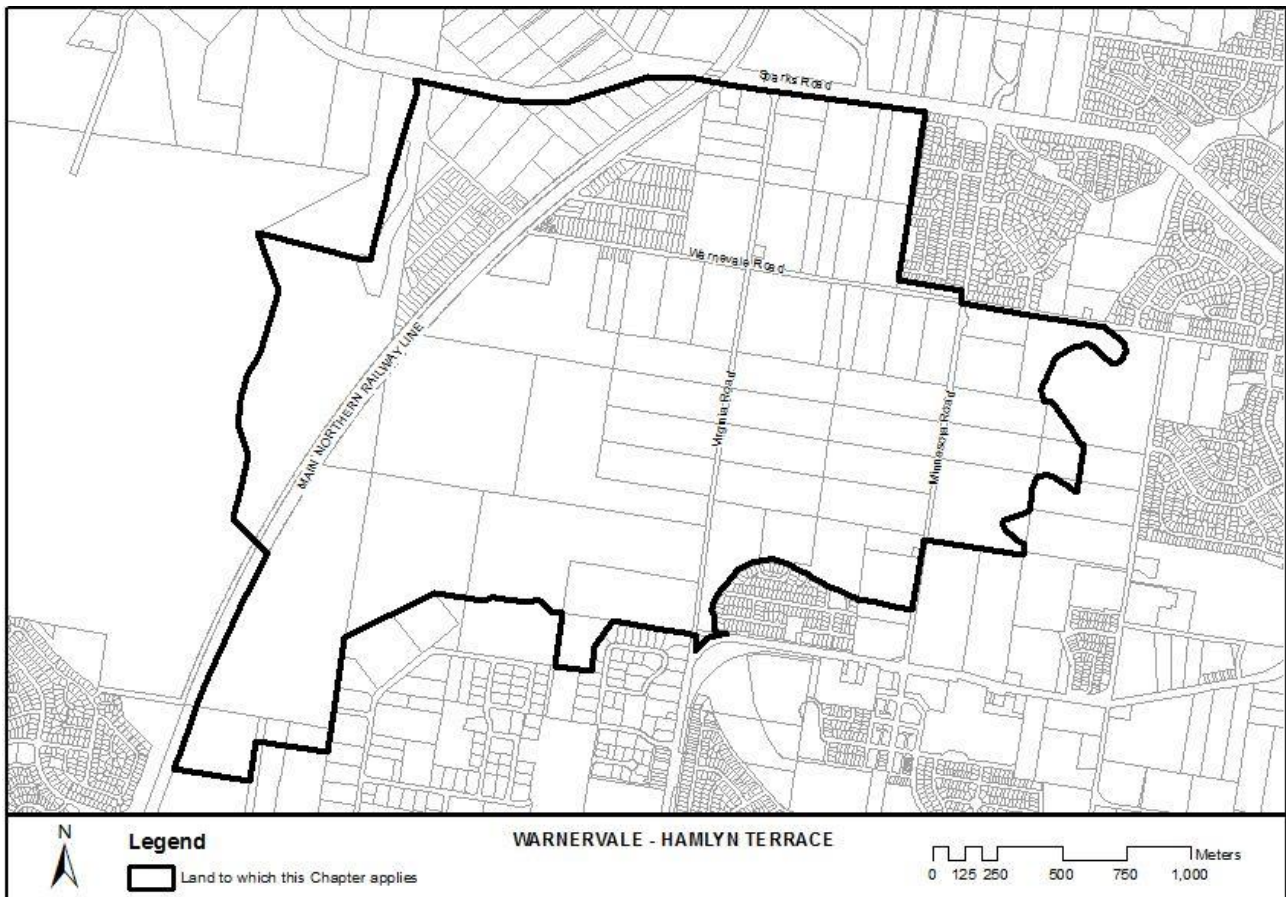 Sparks Road
Warnevale Road
MAIN NORTHERN RAILWAY LINE
Virginia Road
Minnesota Road
N
Legend
Land to which this Chapter applies
WARNERVALE - HAMLYN TERRACE
Meters
0 125 250 500 750 1,000